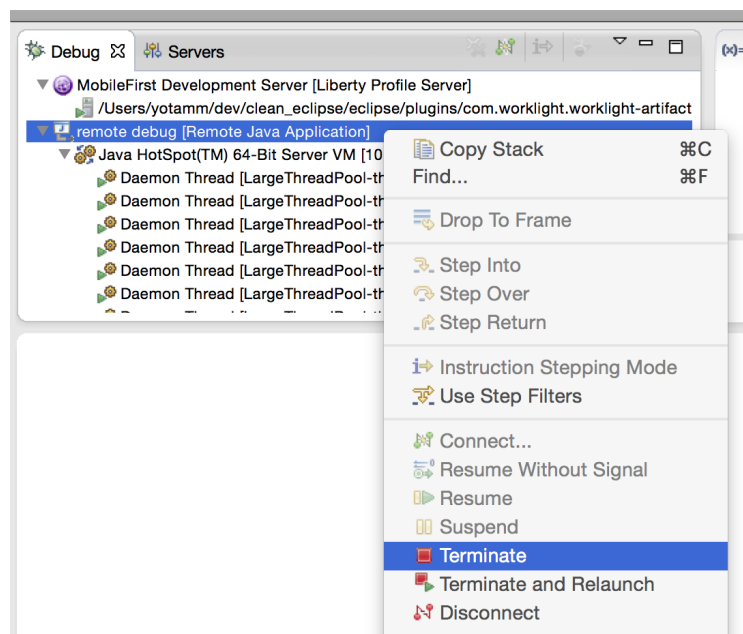 Debug
Servers
(x)=
MobileFirst Development Server [Liberty Profile Server]
/Users/yotamm/dev/clean_eclipse/eclipse/plugins/com.worklight.worklight-artifact
remote debug [Remote Java Application]
Java HotSpot(TM) 64-Bit Server VM [10
Daemon Thread [LargeThreadPool-th
Daemon Thread [LargeThreadPool-th
Daemon Thread [LargeThreadPool-th
Daemon Thread [LargeThreadPool-th
Daemon Thread [LargeThreadPool-th
Daemon Thread [LargeThreadPool-th
Copy Stack ⌘C
Find... ⌘F
Drop To Frame
Step Into
Step Over
Step Return
Instruction Stepping Mode
Use Step Filters
Connect...
Resume Without Signal
Resume
Suspend
Terminate
Terminate and Relaunch
Disconnect